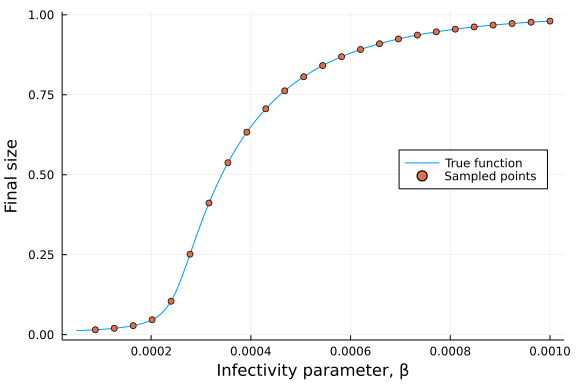 1.00
0.75
0.50
0.25
0.00
Final size
True function
Sampled points
0.0002 0.0004 0.0006 0.0008 0.0010
Infectivity parameter, β